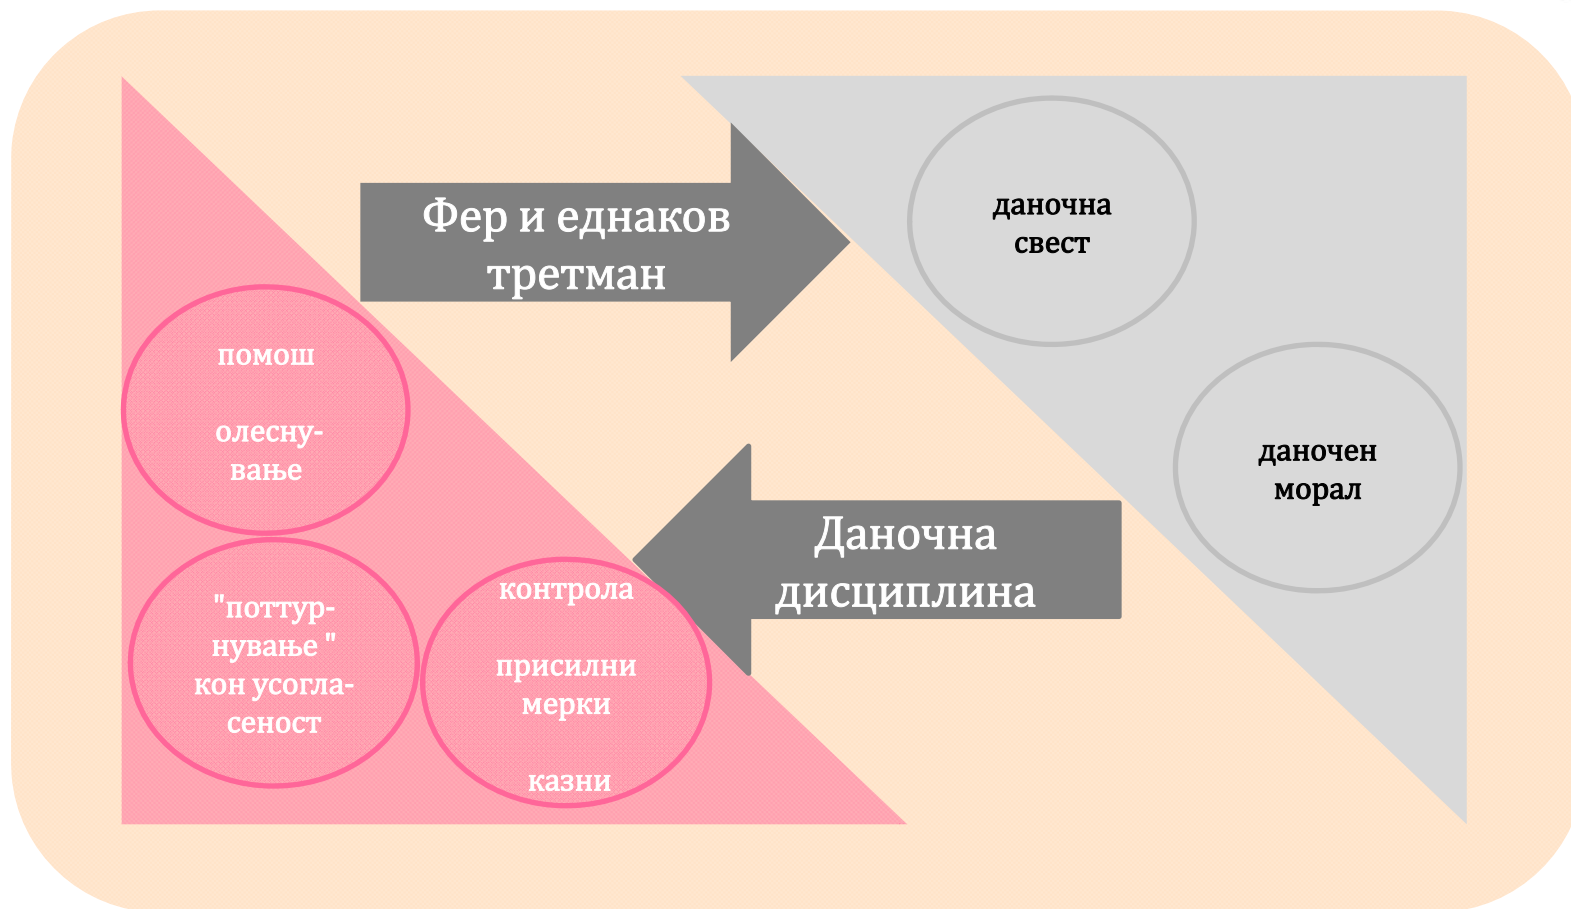 Фер и еднаков
третман
даночна
свест
помош
олесну-
вање
даночен
морал
Даночна
дисциплина
"поттур-
нување "
кон усогла-
сеност
контрола
присилни
мерки
казни